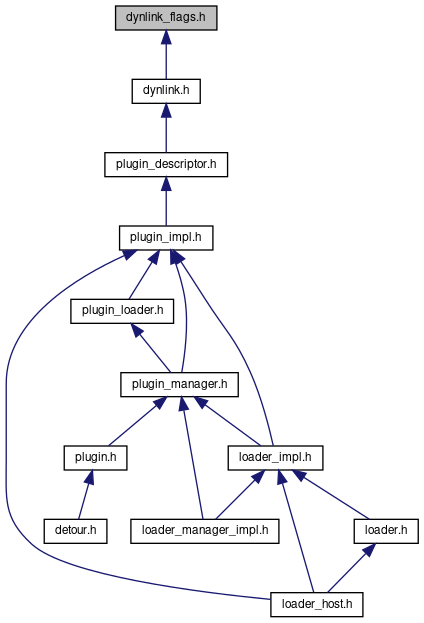 dynlink_flags.h
dynlink.h
plugin_descriptor.h
plugin_impl.h
plugin_loader.h
plugin_manager.h
plugin.h
loader_impl.h
detour.h
loader_manager_impl.h
loader.h
loader_host.h